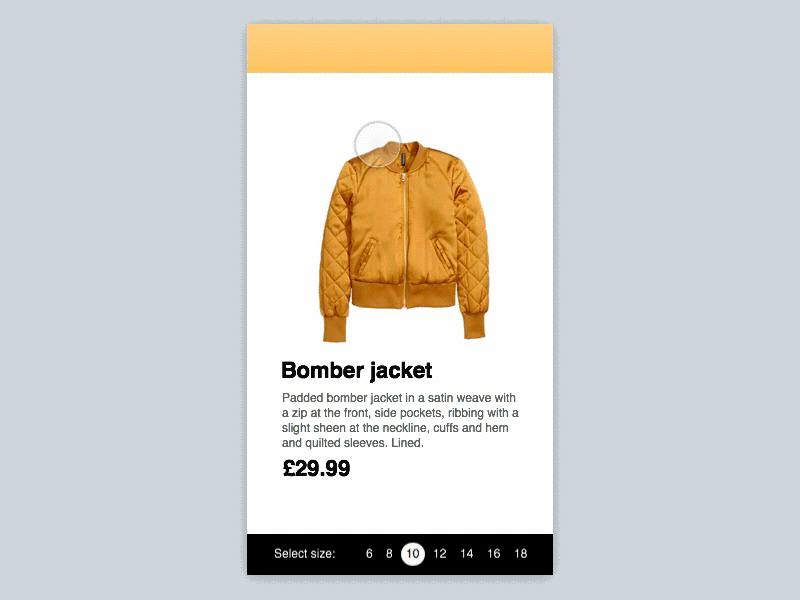 Bomber jacket
Padded bomber jacket in a satin weave with
a zip at the front, side pockets, ribbing with a
slight sheen at the neckline, cuffs and hem
and quilted sleeves. Lined.
£29.99
Select size: 6 8 10 12 14 16 18